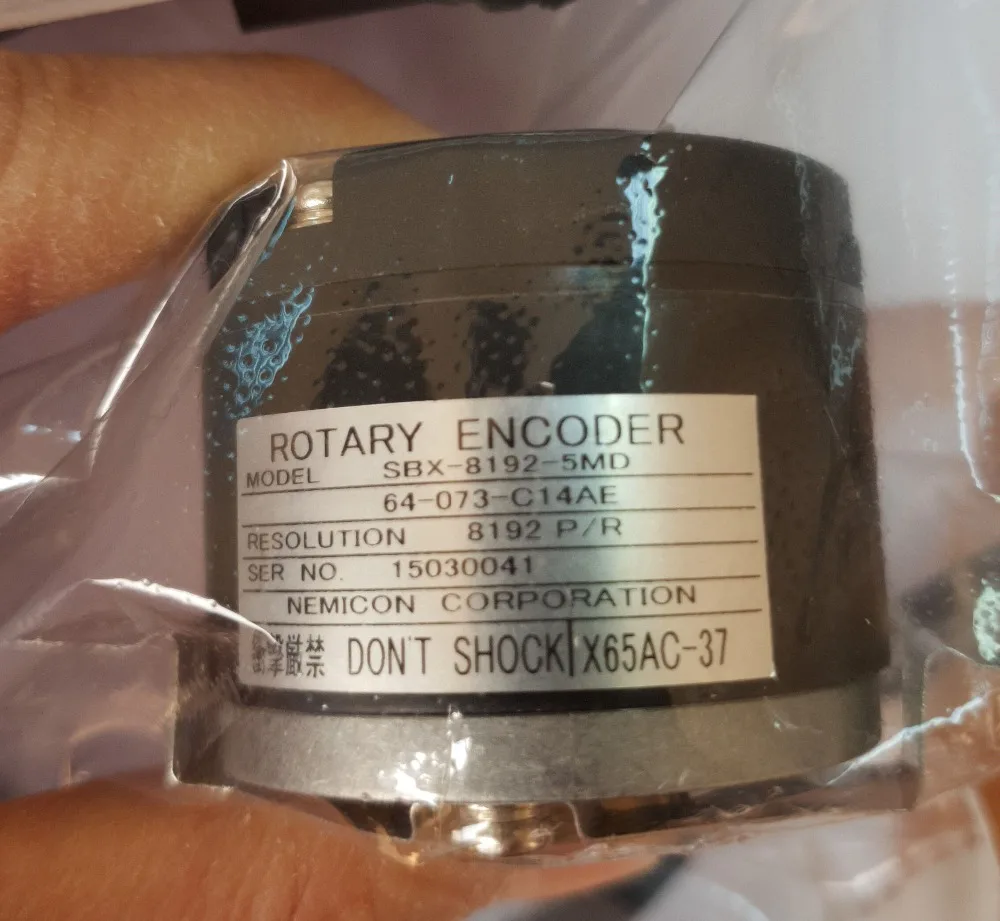 ROTARY ENCODER
MODEL SBX-8192-5MD
64-073-C14AE
RESOLUTION 8192 P/R
SER NO. 15030041
NEMICON CORPORATION
衝撃厳禁 DON'T SHOCK X65AC-37